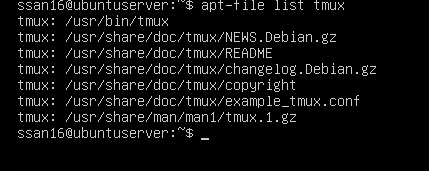 ssan16@ubuntuserver:~$ apt-file list tmux
tmux: /usr/bin/tmux
tmux: /usr/share/doc/tmux/NEWS.Debian.gz
tmux: /usr/share/doc/tmux/README
tmux: /usr/share/doc/tmux/changelog.Debian.gz
tmux: /usr/share/doc/tmux/copyright
tmux: /usr/share/doc/tmux/example_tmux.conf
tmux: /usr/share/man/man1/tmux.1.gz
ssan16@ubuntuserver:~$ _